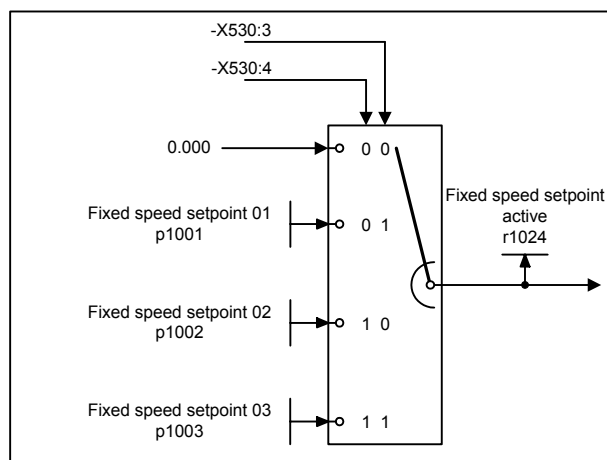 -X530:3
-X530:4
0.000
0 0
Fixed speed setpoint 01
p1001
0 1
Fixed speed setpoint
active
r1024
Fixed speed setpoint 02
p1002
1 0
Fixed speed setpoint 03
p1003
1 1